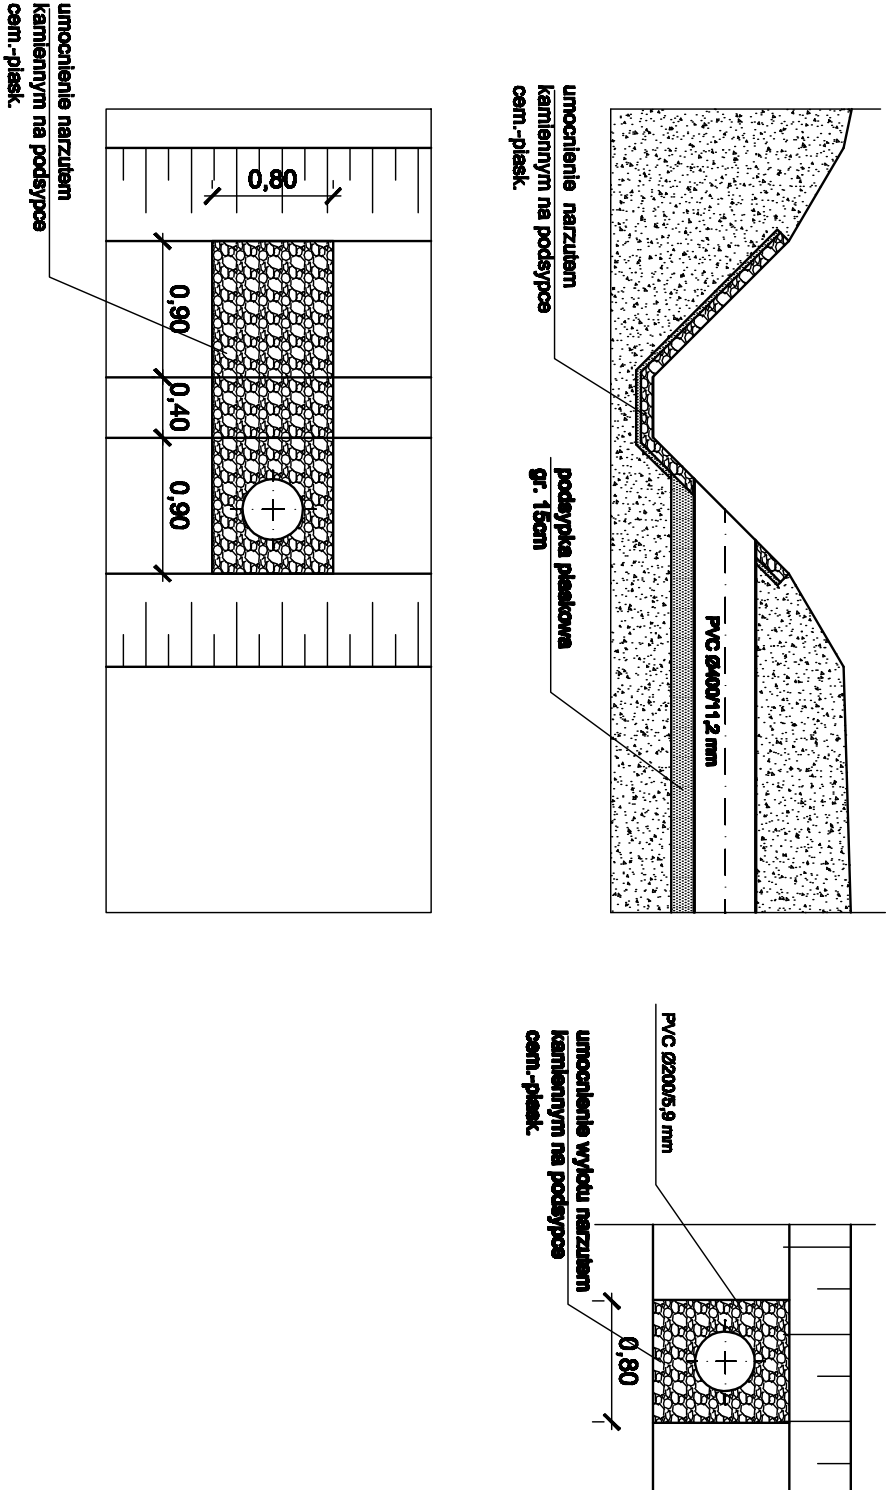 umocnienie narzutem
kamiennym na podsypce
cem.-piask.
podsypka piaskowa
gr. 15cm
PVC Ø400/11,2 mm
PVC Ø200/5,9 mm
umocnienie wylotu narzutem
kamiennym na podsypce
cem.-piask.
0,80
umocnienie narzutem
kamiennym na podsypce
cem.-piask.
0,80
0,90
0,40
0,90